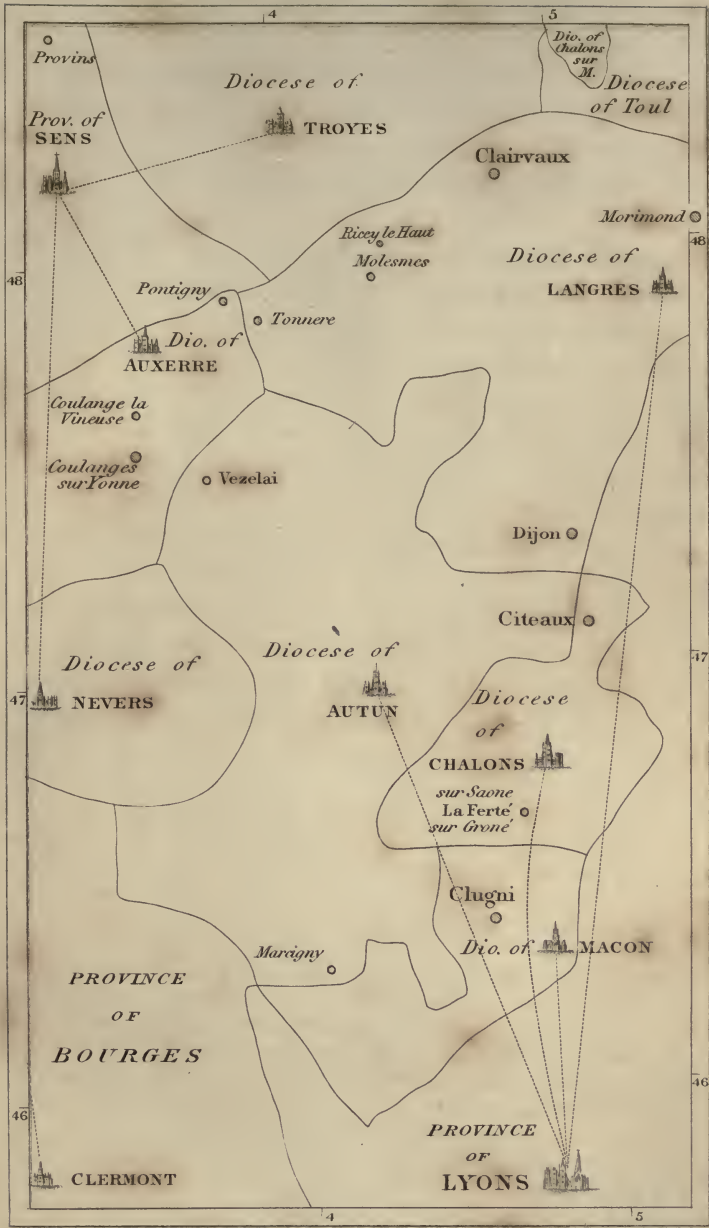 4
5
Provins
Dio. of
Chalons
sur
M.
Diocese of
TROYES
Diocese
of Toul
Prov. of
SENS
Clairvaux
Morimond
48
Ricey le Haut
Molesmes
Diocese of
LANGRES
48
Pontigny
Tonnere
Dio. of
AUXERRE
Coulange la
Vineuse
Coulanges
sur Yonne
Vezelai
Dijon
Citeaux
47
Diocese of
NEVERS
47
Diocese of
AUTUN
Diocese
of
CHALONS
sur Saone
La Ferté
sur Groné
Clugni
Dio. of MACON
Marcigny
PROVINCE
OF
BOURGES
46
46
CLERMONT
PROVINCE
OF
LYONS
4
5